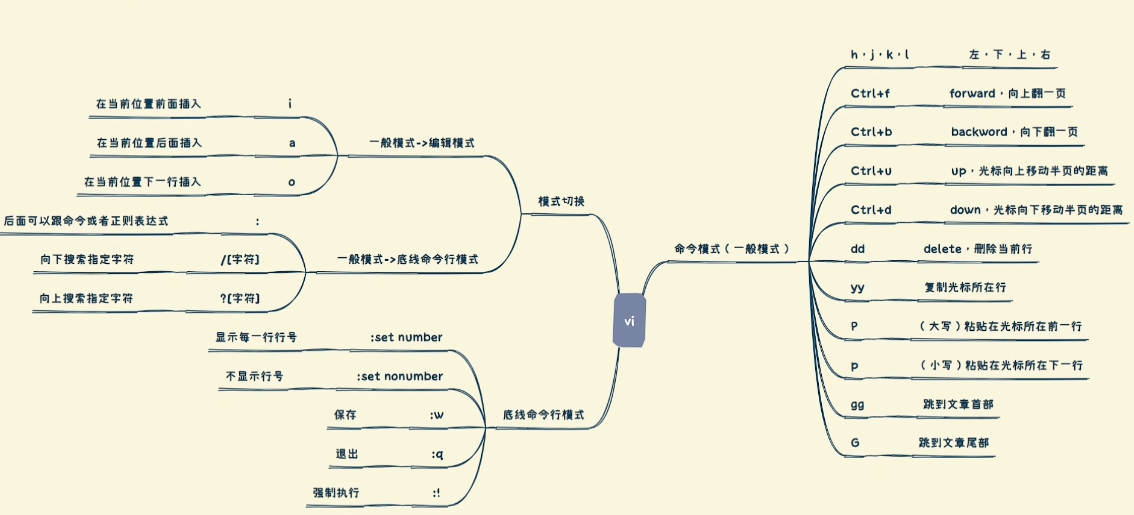 vi
模式切换
一般模式->编辑模式
i 在当前位置前面插入
a 在当前位置后面插入
o 在当前位置下一行插入
一般模式->底线命令行模式
: 后面可以跟命令或者正则表达式
/[字符] 向下搜索指定字符
?[字符] 向上搜索指定字符
底线命令行模式
:set number 显示每一行行号
:set nonumber 不显示行号
:w 保存
:q 退出
:! 强制执行
命令模式（一般模式）
h，j，k，l 左，下，上，右
Ctrl+f forward，向上翻一页
Ctrl+b backword，向下翻一页
Ctrl+u up，光标向上移动半页的距离
Ctrl+d down，光标向下移动半页的距离
dd delete，删除当前行
yy 复制光标所在行
P （大写）粘贴在光标所在前一行
p （小写）粘贴在光标所在下一行
gg 跳到文章首部
G 跳到文章尾部